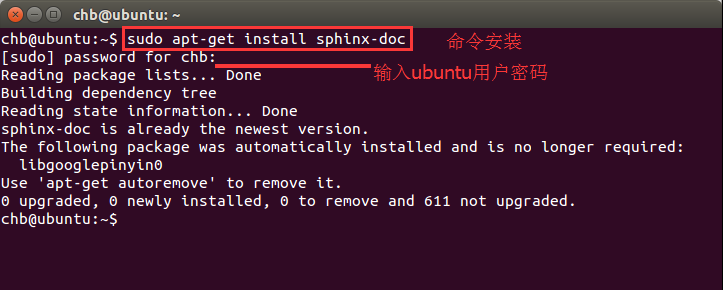 chb@ubuntu: ~
chb@ubuntu:~$ sudo apt-get install sphinx-doc 命令安装
[sudo] password for chb: 输入ubuntu用户密码
Reading package lists... Done
Building dependency tree
Reading state information... Done
sphinx-doc is already the newest version.
The following package was automatically installed and is no longer required:
  libgooglepinyin0
Use 'apt-get autoremove' to remove it.
0 upgraded, 0 newly installed, 0 to remove and 611 not upgraded.
chb@ubuntu:~$